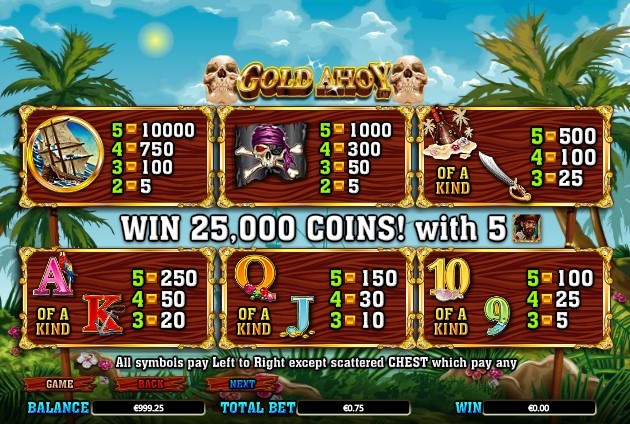 GOLD AHOY
5 - 10000
4 - 750
3 - 100
2 - 5
5 - 1000
4 - 300
3 - 50
2 - 5
OF A KIND
5 - 500
4 - 100
3 - 25
WIN 25,000 COINS! with 5
A
K
OF A KIND
5 - 250
4 - 50
3 - 20
Q
J
OF A KIND
5 - 150
4 - 30
3 - 10
10
9
OF A KIND
5 - 100
4 - 25
3 - 5
All symbols pay Left to Right except scattered CHEST which pay any
GAME BACK NEXT
BALANCE €999.25 TOTAL BET €0.75 WIN €0.00